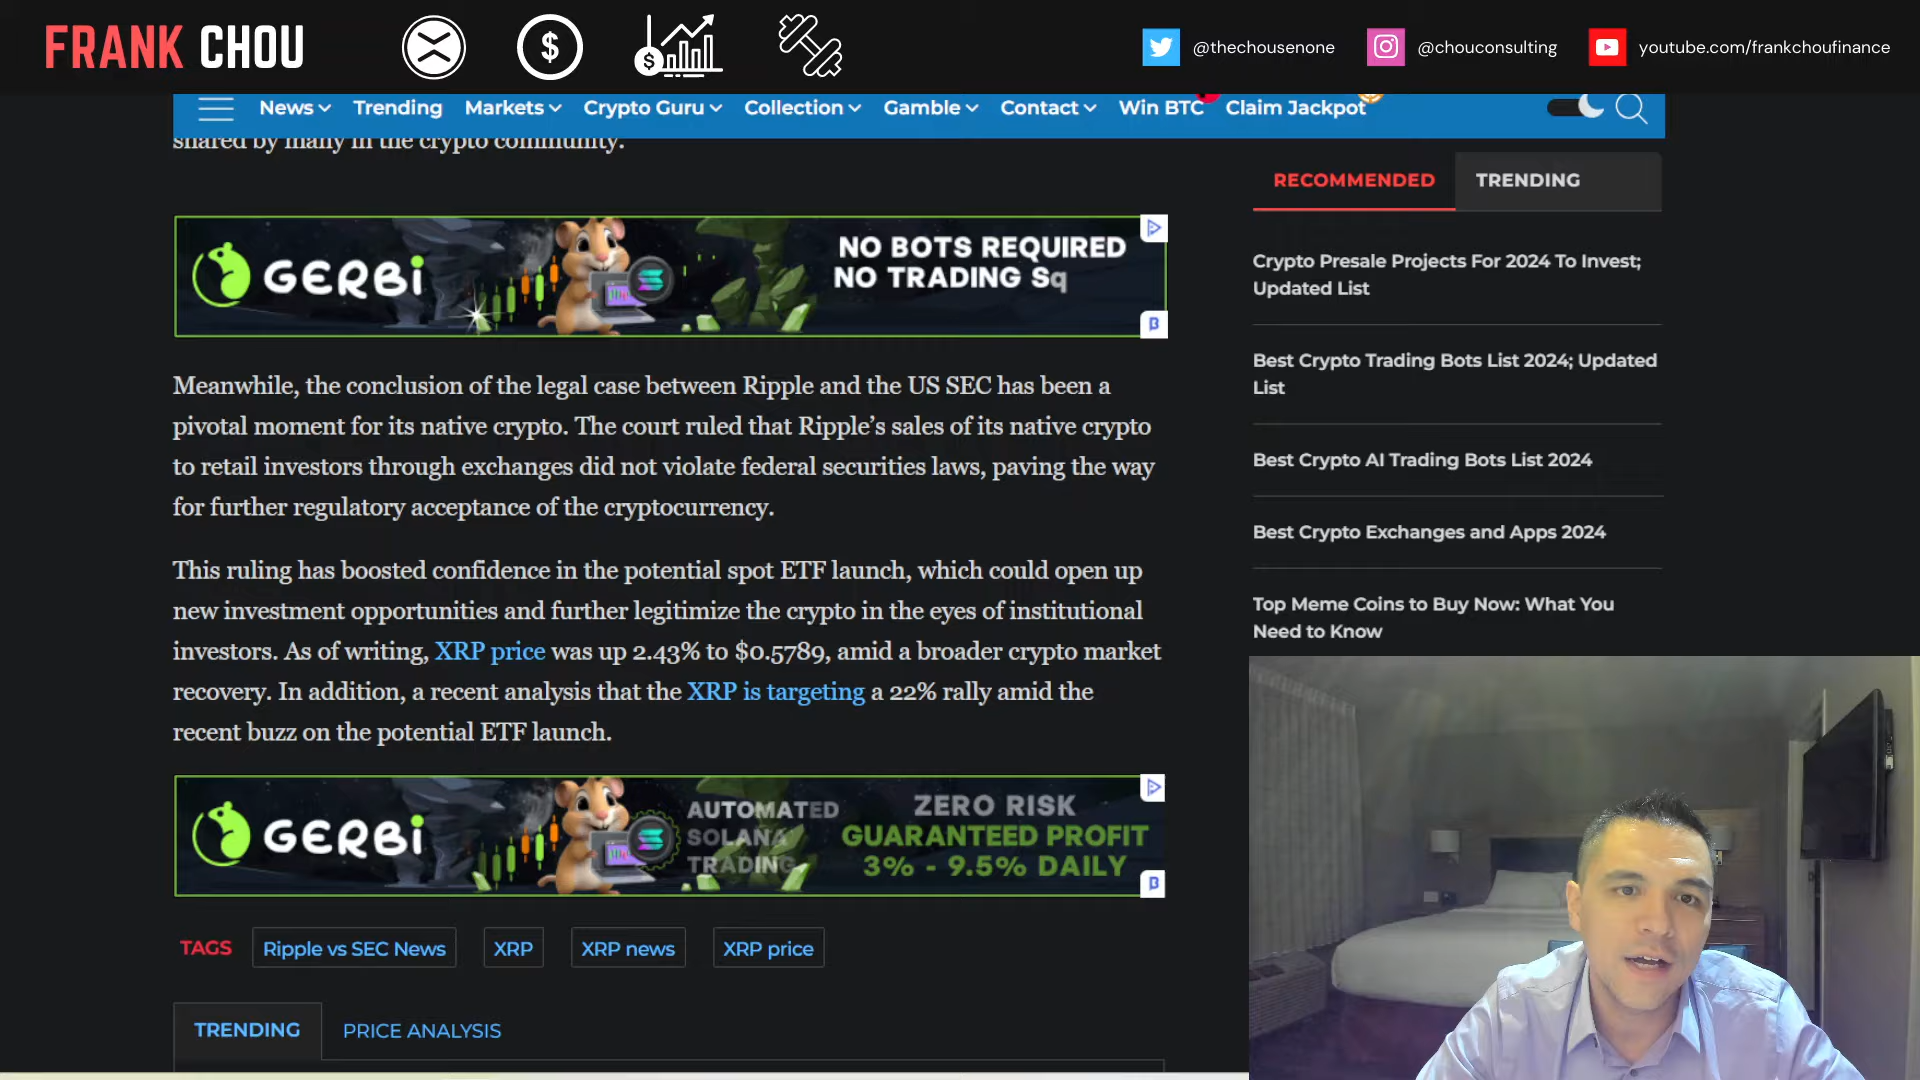 FRANK CHOU
@thechousenone
@chouconsulting
youtube.com/frankchoufinance
News
Trending
Markets
Crypto Guru
Collection
Gamble
Contact
Win BTC
Claim Jackpot
shared by many in the crypto community.
GERBI
NO BOTS REQUIRED
NO TRADING Sq
Meanwhile, the conclusion of the legal case between Ripple and the US SEC has been a
pivotal moment for its native crypto. The court ruled that Ripple’s sales of its native crypto
to retail investors through exchanges did not violate federal securities laws, paving the way
for further regulatory acceptance of the cryptocurrency.
This ruling has boosted confidence in the potential spot ETF launch, which could open up
new investment opportunities and further legitimize the crypto in the eyes of institutional
investors. As of writing, XRP price was up 2.43% to $0.5789, amid a broader crypto market
recovery. In addition, a recent analysis that the XRP is targeting a 22% rally amid the
recent buzz on the potential ETF launch.
GERBI
AUTOMATED
SOLANA
TRADING
ZERO RISK
GUARANTEED PROFIT
3% - 9.5% DAILY
TAGS
Ripple vs SEC News
XRP
XRP news
XRP price
TRENDING
PRICE ANALYSIS
RECOMMENDED
TRENDING
Crypto Presale Projects For 2024 To Invest;
Updated List
Best Crypto Trading Bots List 2024; Updated
List
Best Crypto AI Trading Bots List 2024
Best Crypto Exchanges and Apps 2024
Top Meme Coins to Buy Now: What You
Need to Know